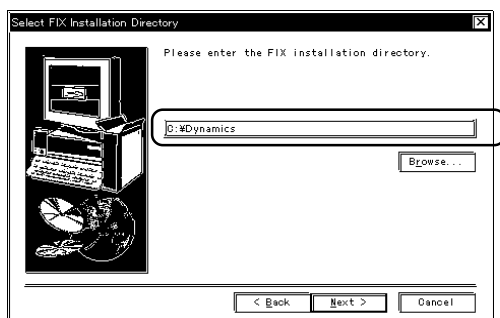 Select FIX Installation Directory
Please enter the FIX installation directory.
C:¥Dynamics
Browse...
< Back
Next >
Cancel